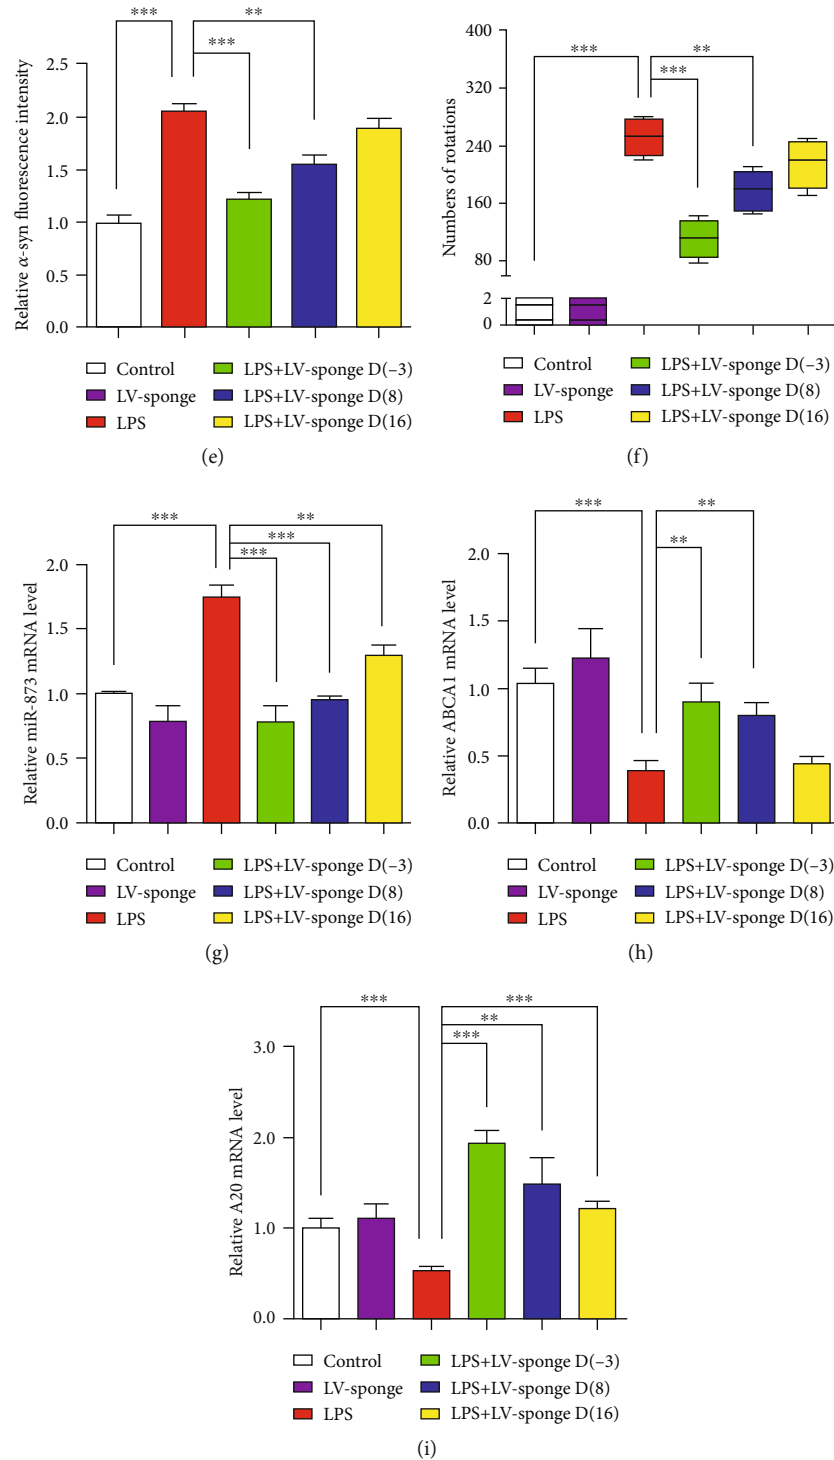 ***
**
***
2.5
2.0
1.5
1.0
0.5
0.0
Relative α-syn fluorescence intensity
Control
LV-sponge
LPS
LPS+LV-sponge D(–3)
LPS+LV-sponge D(8)
LPS+LV-sponge D(16)
(e)
***
**
***
400
320
240
160
80
2
0
Numbers of rotations
Control
LV-sponge
LPS
LPS+LV-sponge D(–3)
LPS+LV-sponge D(8)
LPS+LV-sponge D(16)
(f)
***
**
***
***
2.0
1.5
1.0
0.5
0.0
Relative miR-873 mRNA level
Control
LV-sponge
LPS
LPS+LV-sponge D(–3)
LPS+LV-sponge D(8)
LPS+LV-sponge D(16)
(g)
***
**
**
2.0
1.5
1.0
0.5
0.0
Relative ABCA1 mRNA level
Control
LV-sponge
LPS
LPS+LV-sponge D(–3)
LPS+LV-sponge D(8)
LPS+LV-sponge D(16)
(h)
***
***
**
***
3.0
2.0
1.0
0.0
Relative A20 mRNA level
Control
LV-sponge
LPS
LPS+LV-sponge D(–3)
LPS+LV-sponge D(8)
LPS+LV-sponge D(16)
(i)